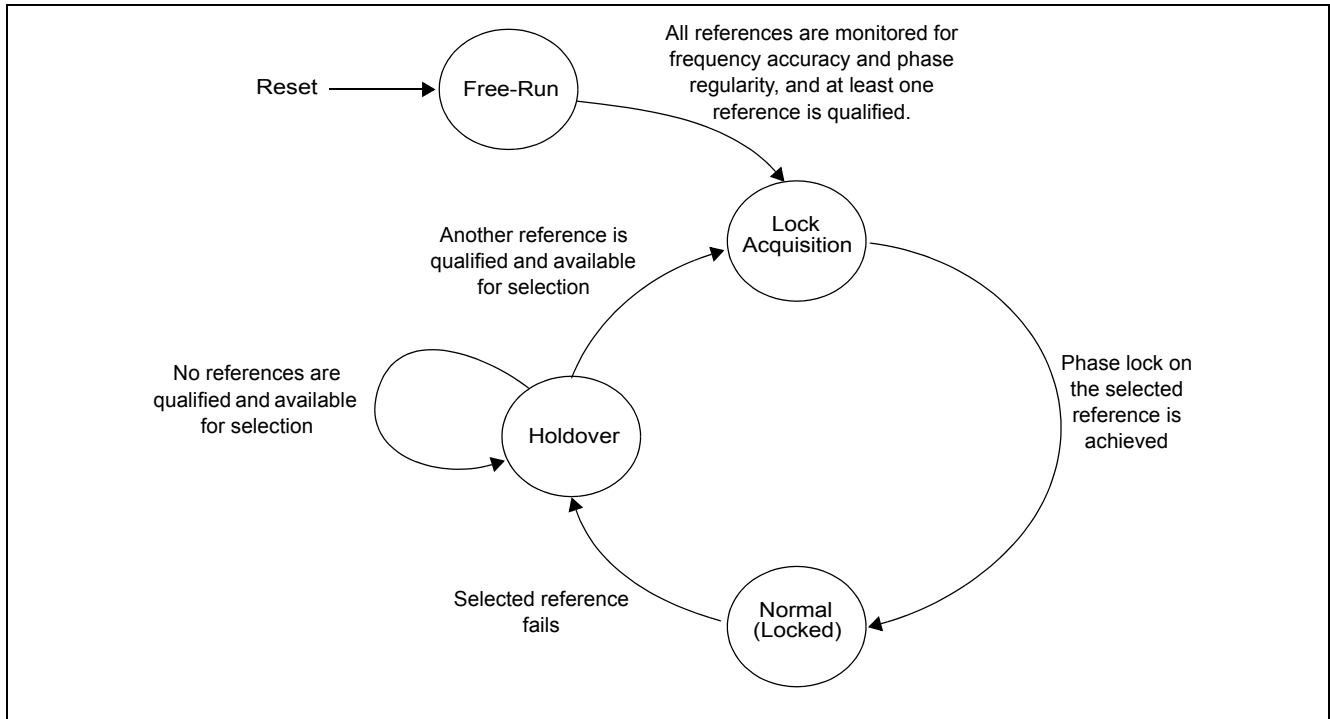 All references are monitored for
frequency accuracy and phase
regularity, and at least one
reference is qualified.
Reset
Free-Run
Lock
Acquisition
Another reference is
qualified and available
for selection
Phase lock on
the selected
reference is
achieved
No references are
qualified and available
for selection
Holdover
Selected reference
fails
Normal
(Locked)